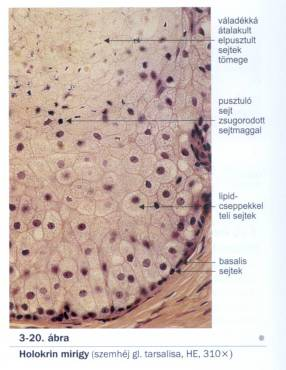 váladékká
átalakult
elpusztult
sejtek
tömege
pusztuló
sejt
zsugorodott
sejtmaggal
lipid-
cseppekkel
teli sejtek
basalis
sejtek
3-20. ábra
Holokrin mirigy (szemhéj gl. tarsalisa, HE, 310×)